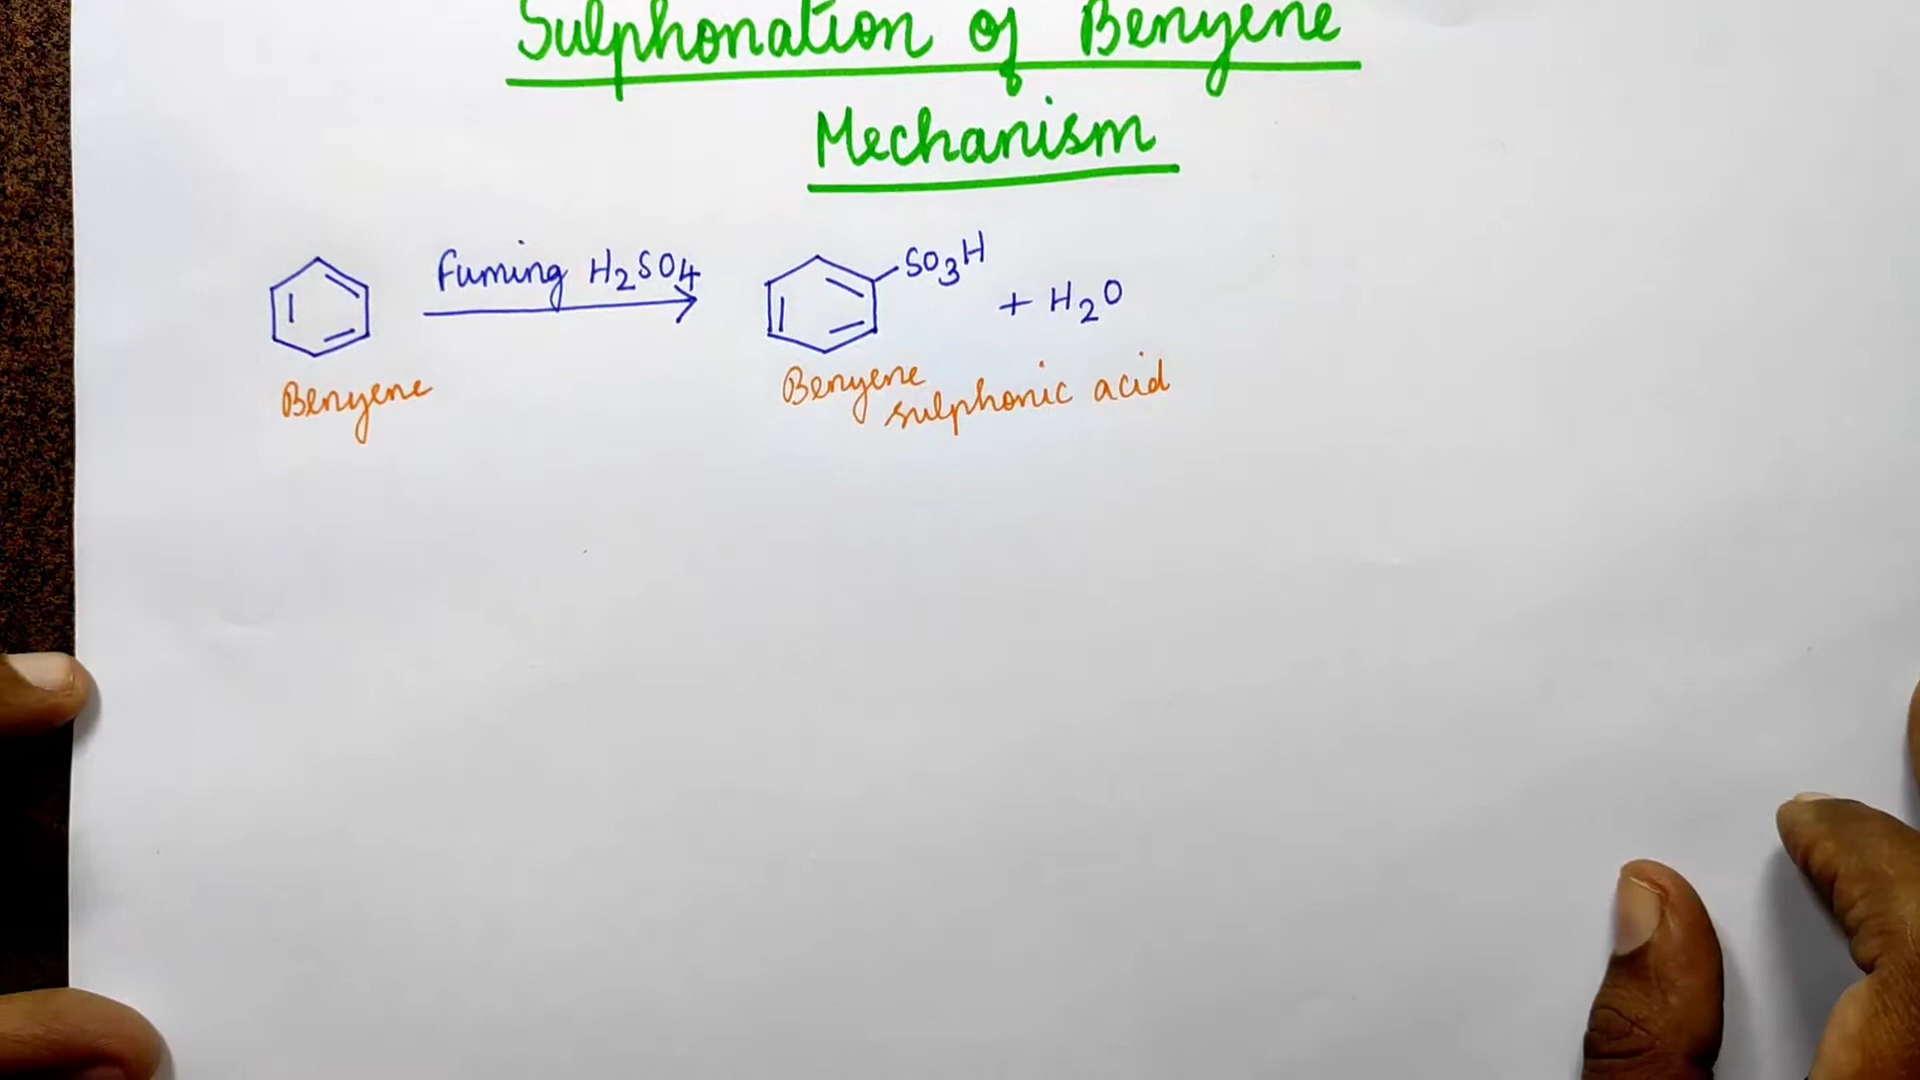 Sulphonation of Benzene
Mechanism
Fuming H2SO4
SO3H
+ H2O
Benzene
Benzene
sulphonic acid